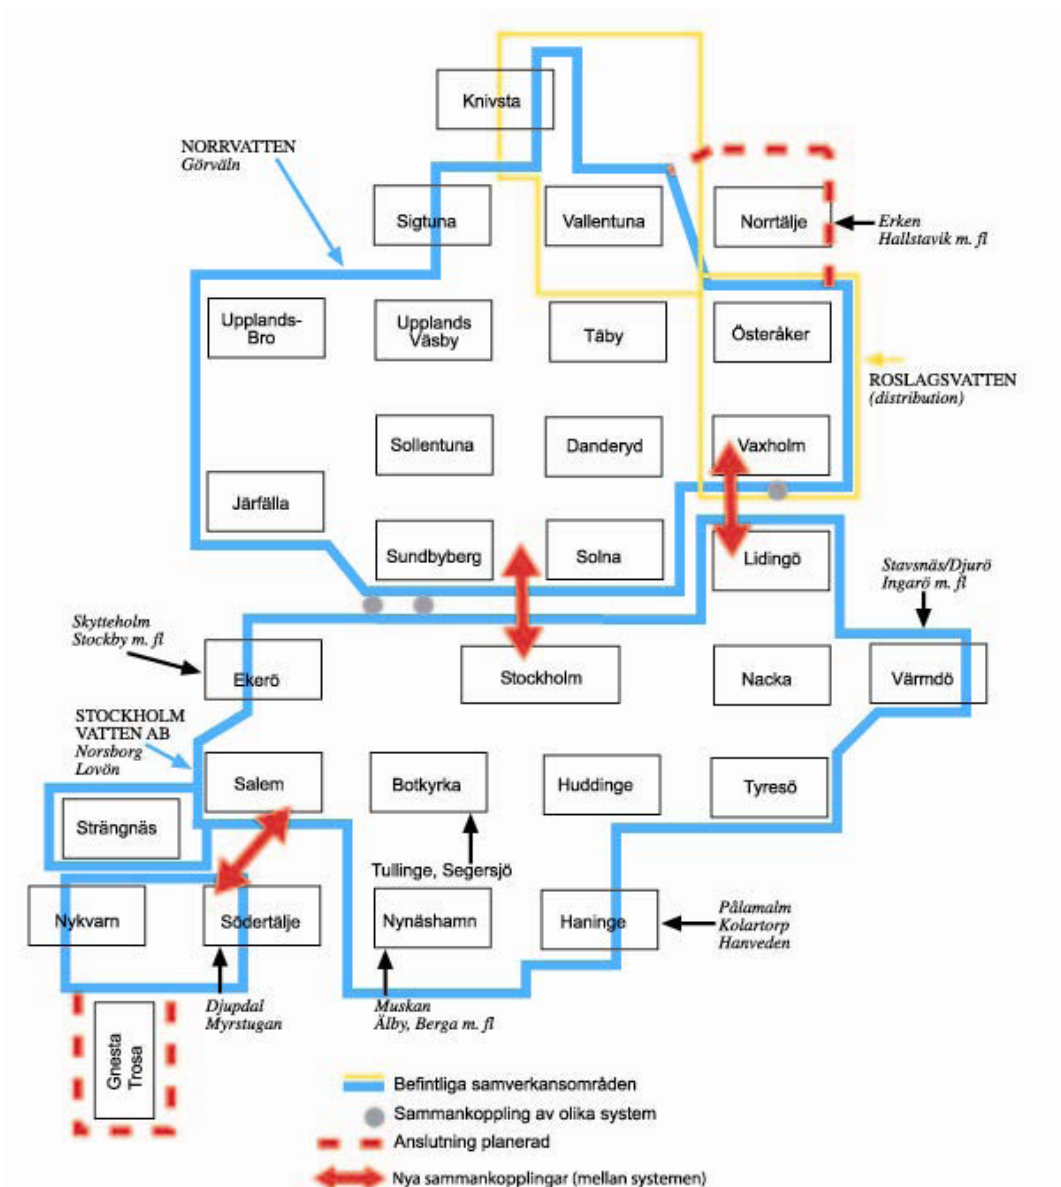 Knivsta
NORRVATTEN
Görväln
Sigtuna
Vallentuna
Norrtälje
Erken
Hallstavik m. fl
Upplands-
Bro
Upplands
Väsby
Täby
Österåker
ROSLAGSVATTEN
(distribution)
Sollentuna
Danderyd
Vaxholm
Järfälla
Sundbyberg
Solna
Lidingö
Stavsnäs/Djurö
Ingarö m. fl
Skytteholm
Stockby m. fl
Ekerö
Stockholm
Nacka
Värmdö
STOCKHOLM
VATTEN AB
Norsborg
Lovön
Salem
Botkyrka
Huddinge
Tyresö
Strängnäs
Tullinge, Segersjö
Nykvarn
Södertälje
Nynäshamn
Haninge
Pålamalm
Kolartorp
Hanveden
Djupdal
Myrstugan
Muskan
Älby, Berga m. fl
Gnesta
Trosa
Befintliga samverkansområden
Sammankoppling av olika system
Anslutning planerad
Nya sammankopplingar (mellan systemen)